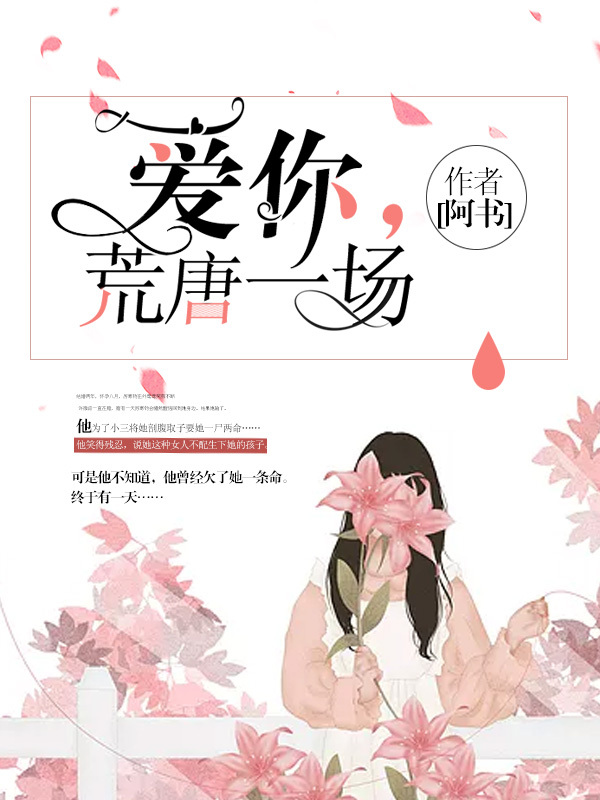 爱你，
荒唐一场
作者
[阿书]
他为了小三将她剖腹取子要她一尸两命……
他笑得残忍，说她这种女人不配生下她的孩子。
可是他不知道，他曾经欠了她一条命。
终于有一天……